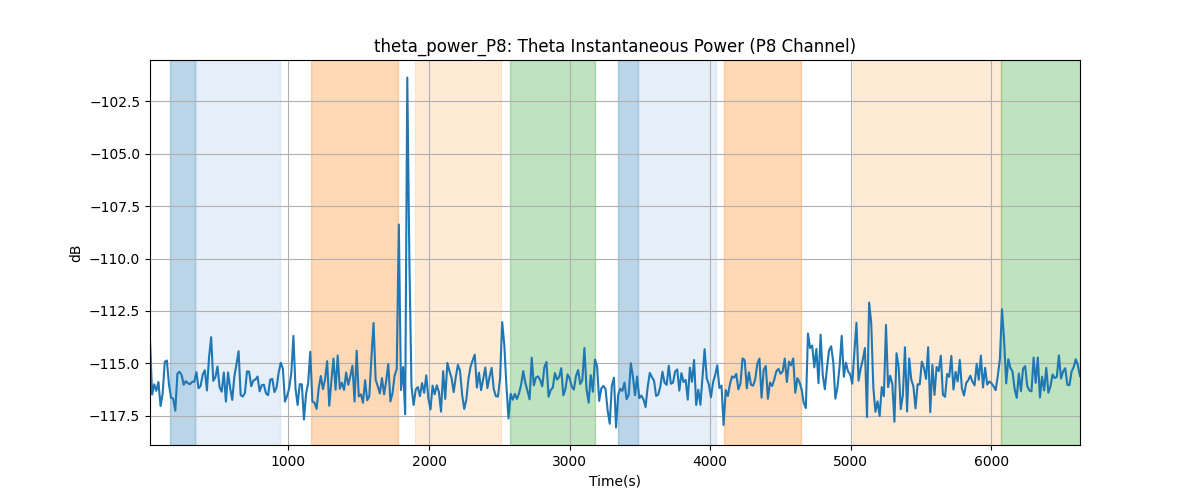 theta_power_P8: Theta Instantaneous Power (P8 Channel)
dB
−102.5
−105.0
−107.5
−110.0
−112.5
−115.0
−117.5
1000 2000 3000 4000 5000 6000
Time(s)